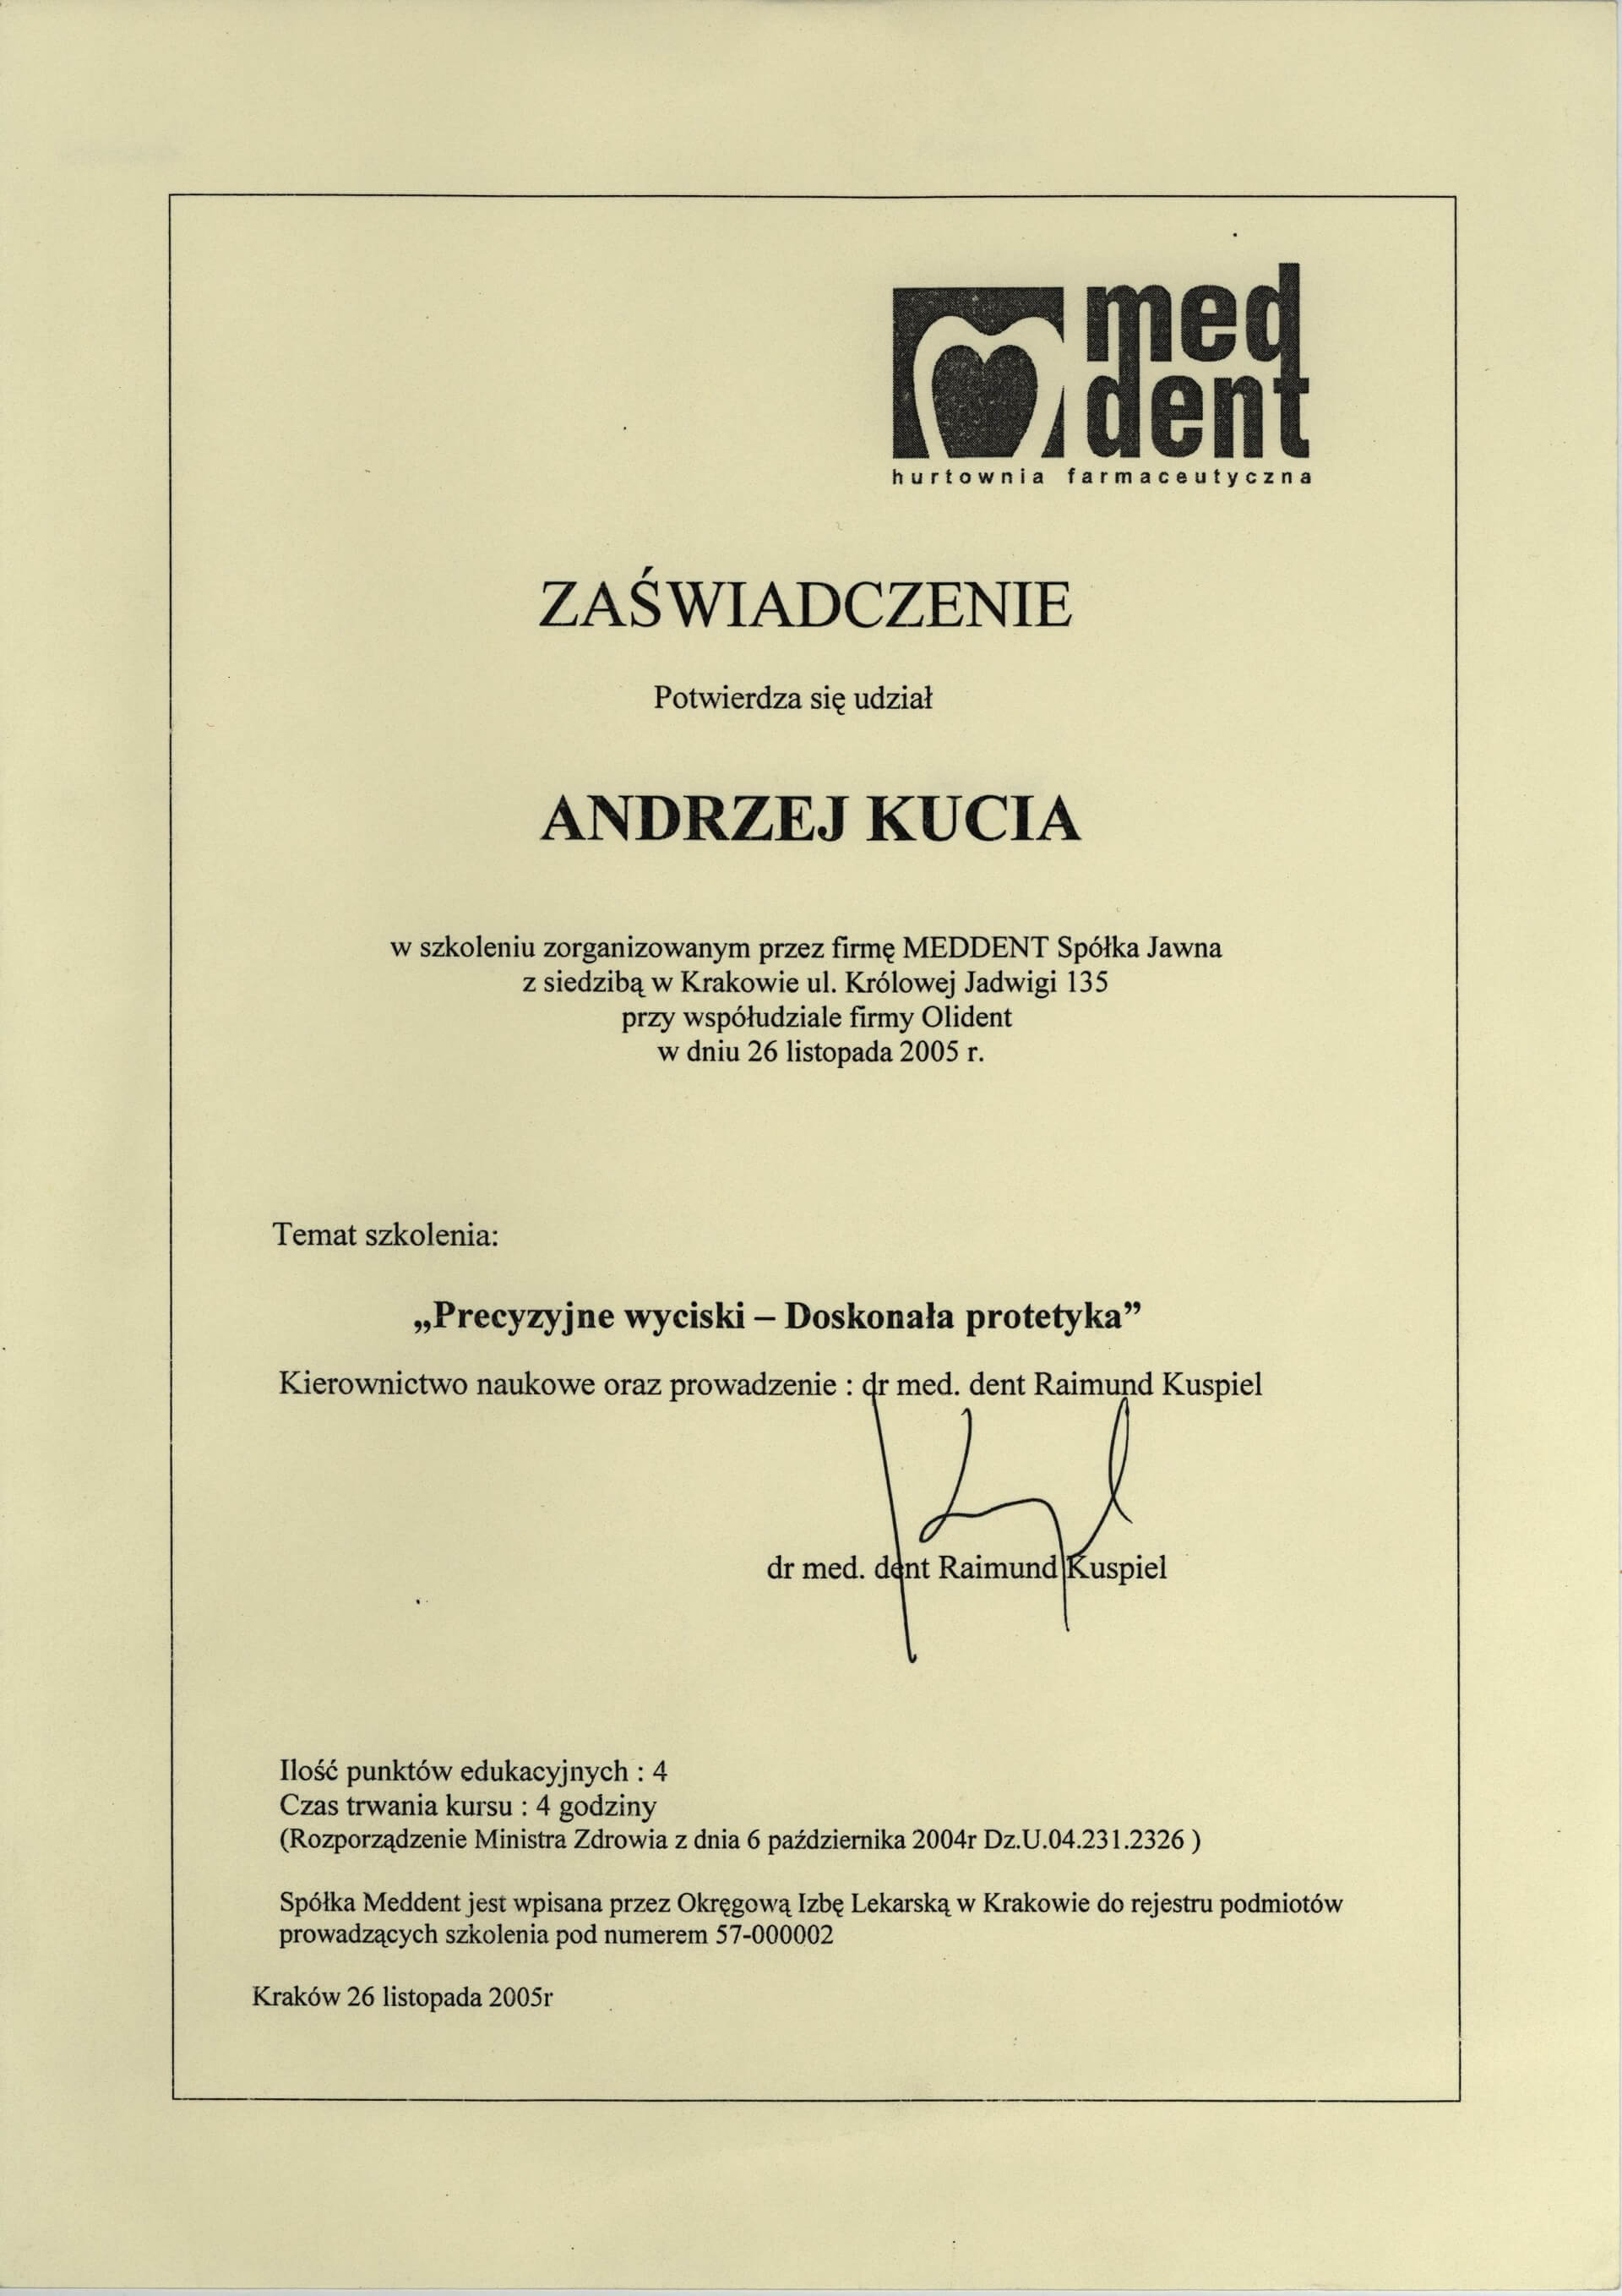 med
dent
hurtownia farmaceutyczna
ZAŚWIADCZENIE
Potwierdza się udział
ANDRZEJ KUCIA
w szkoleniu zorganizowanym przez firmę MEDDENT Spółka Jawna
z siedzibą w Krakowie ul. Królowej Jadwigi 135
przy współudziale firmy Olident
w dniu 26 listopada 2005 r.
Temat szkolenia:
„Precyzyjne wyciski – Doskonała protetyka”
Kierownictwo naukowe oraz prowadzenie : dr med. dent Raimund Kuspiel
dr med. dent Raimund Kuspiel
Ilość punktów edukacyjnych : 4
Czas trwania kursu : 4 godziny
(Rozporządzenie Ministra Zdrowia z dnia 6 października 2004r Dz.U.04.231.2326 )
Spółka Meddent jest wpisana przez Okręgową Izbę Lekarską w Krakowie do rejestru podmiotów
prowadzących szkolenia pod numerem 57-000002
Kraków 26 listopada 2005r